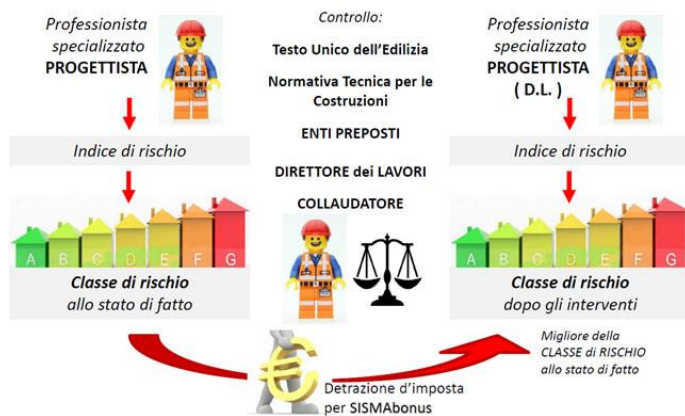 Professionista
specializzato
PROGETTISTA
Indice di rischio
A B C D E F G
Classe di rischio
allo stato di fatto
Controllo:
Testo Unico dell'Edilizia
Normativa Tecnica per le
Costruzioni
ENTI PREPOSTI
DIRETTORE dei LAVORI
COLLAUDATORE
Professionista
specializzato
PROGETTISTA
( D.L. )
Indice di rischio
A B C D E F G
Classe di rischio
dopo gli interventi
Migliore della
CLASSE di RISCHIO
allo stato di fatto
€
Detrazione d'imposta
per SISMAbonus